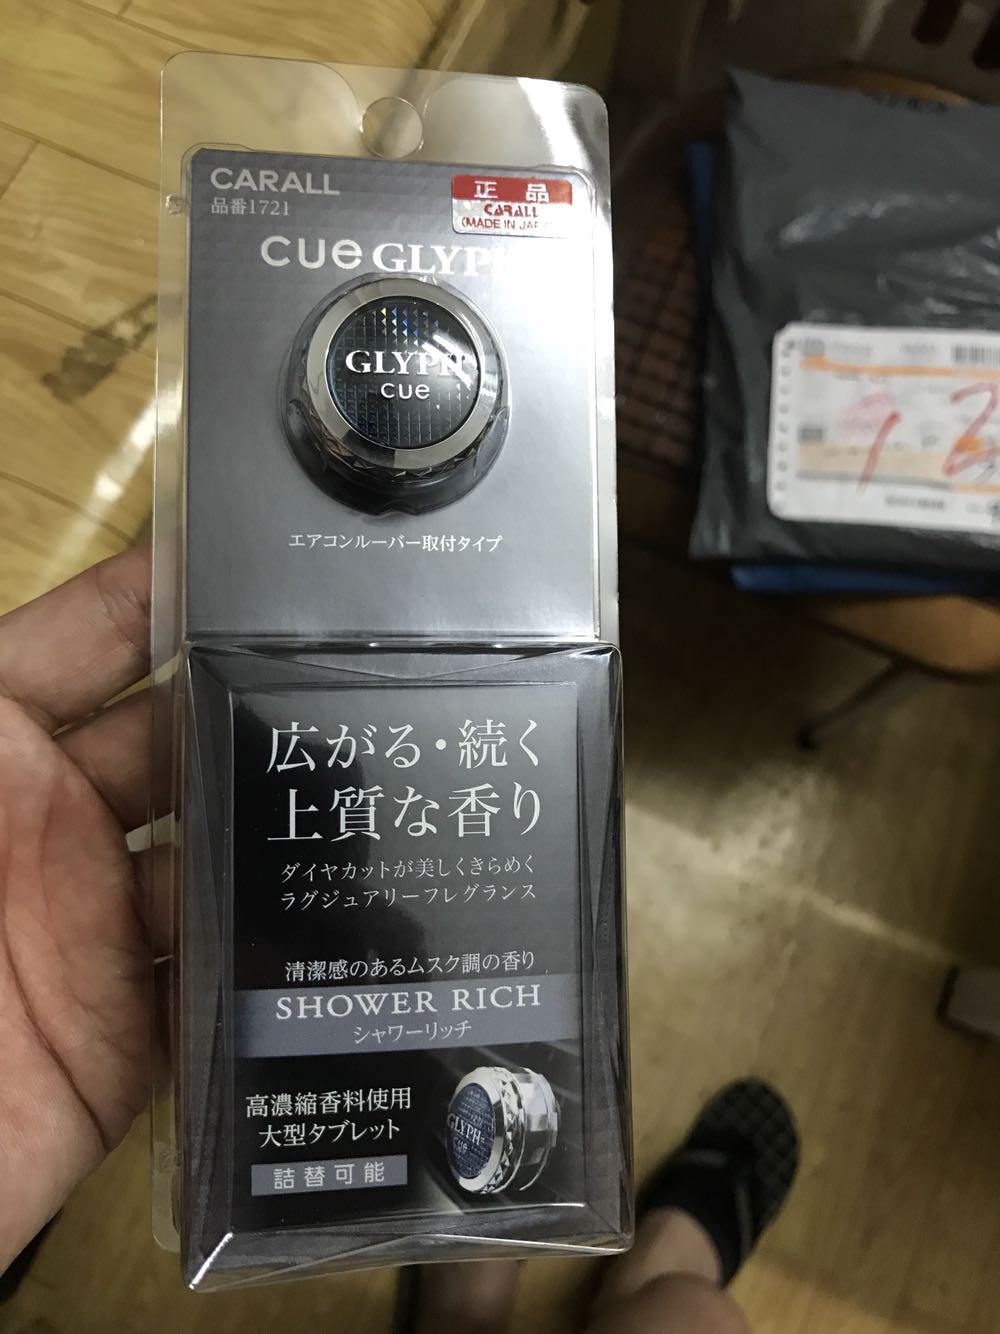 CARALL
品番1721
正品
CARALL
(MADE IN JAP
cue GLYPH
GLYPH
cue
エアコンルーバー取付タイプ
広がる・続く
上質な香り
ダイヤカットが美しくきらめく
ラグジュアリーフレグランス
清潔感のあるムスク調の香り
SHOWER RICH
シャワーリッチ
高濃縮香料使用
大型タブレット
詰替可能
GLYPH
cue
12